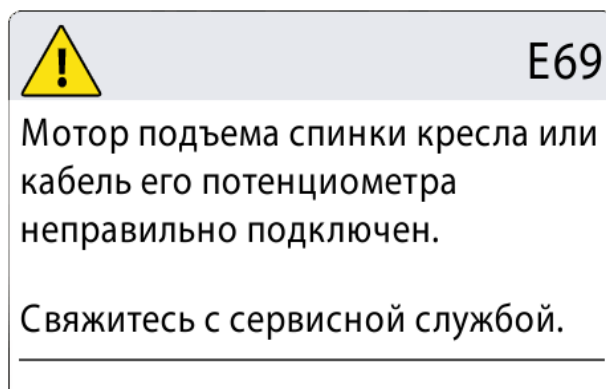 E69
Мотор подъема спинки кресла или
кабель его потенциометра
неправильно подключен.
Свяжитесь с сервисной службой.